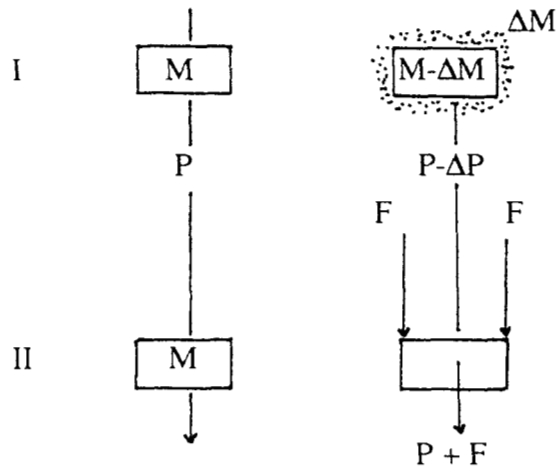 ΔM
I M M-ΔM
P P-ΔP
F F
II M
P + F